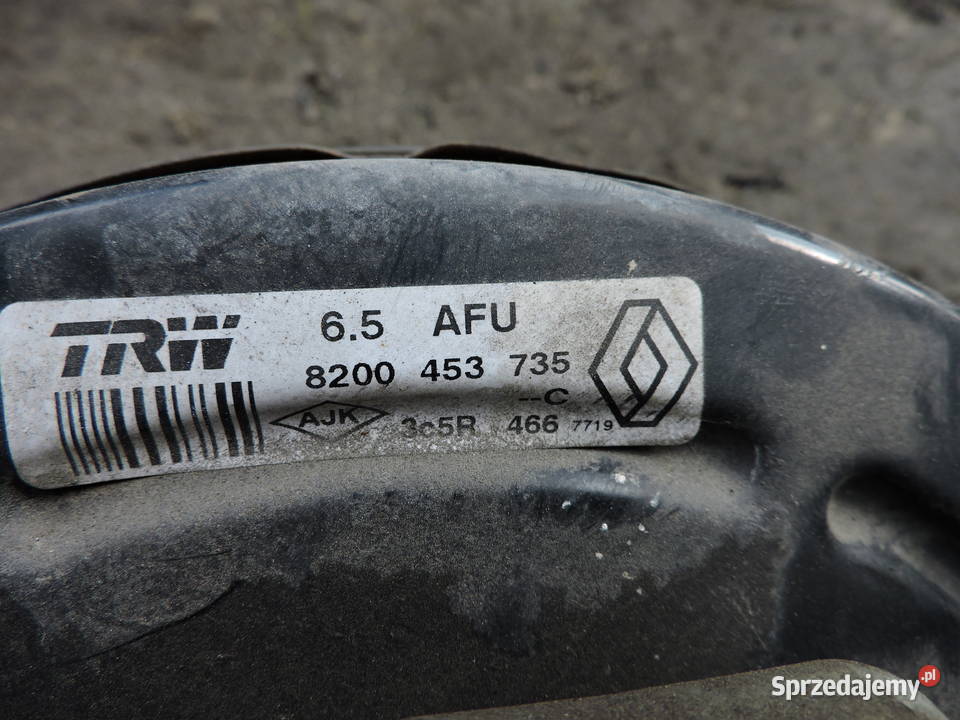 TRW 6.5 AFU
8200 453 735
--C
AJK 3c5R 466 7719
Sprzedajemy.pl